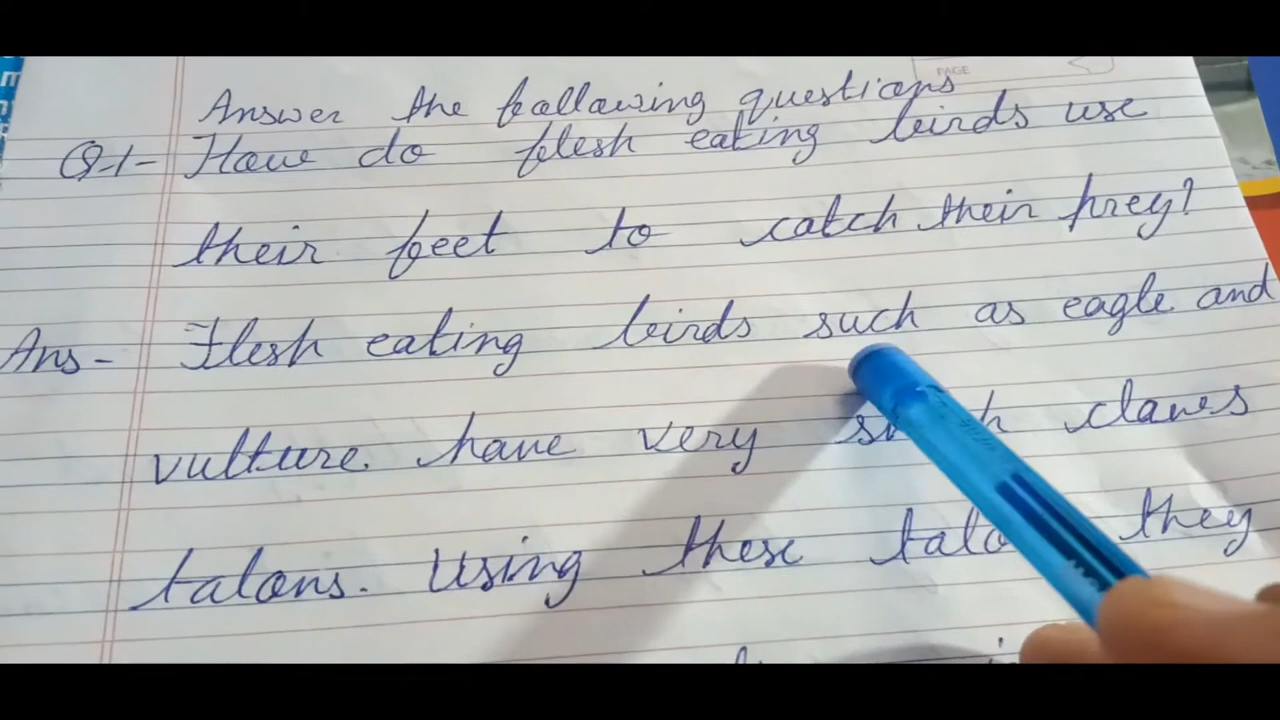 PAGE
Answer the following questions
Q-1- How do flesh eating birds use
their feet to catch their prey?
Ans- Flesh eating birds such as eagle and
vulture have very claws
talons. Using these they